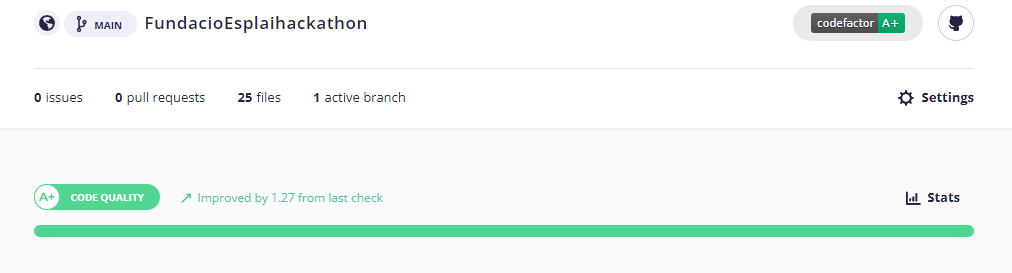 MAIN FundacioEsplaihackathon codefactor A+
0 issues 0 pull requests 25 files 1 active branch Settings
A+ CODE QUALITY Improved by 1.27 from last check Stats